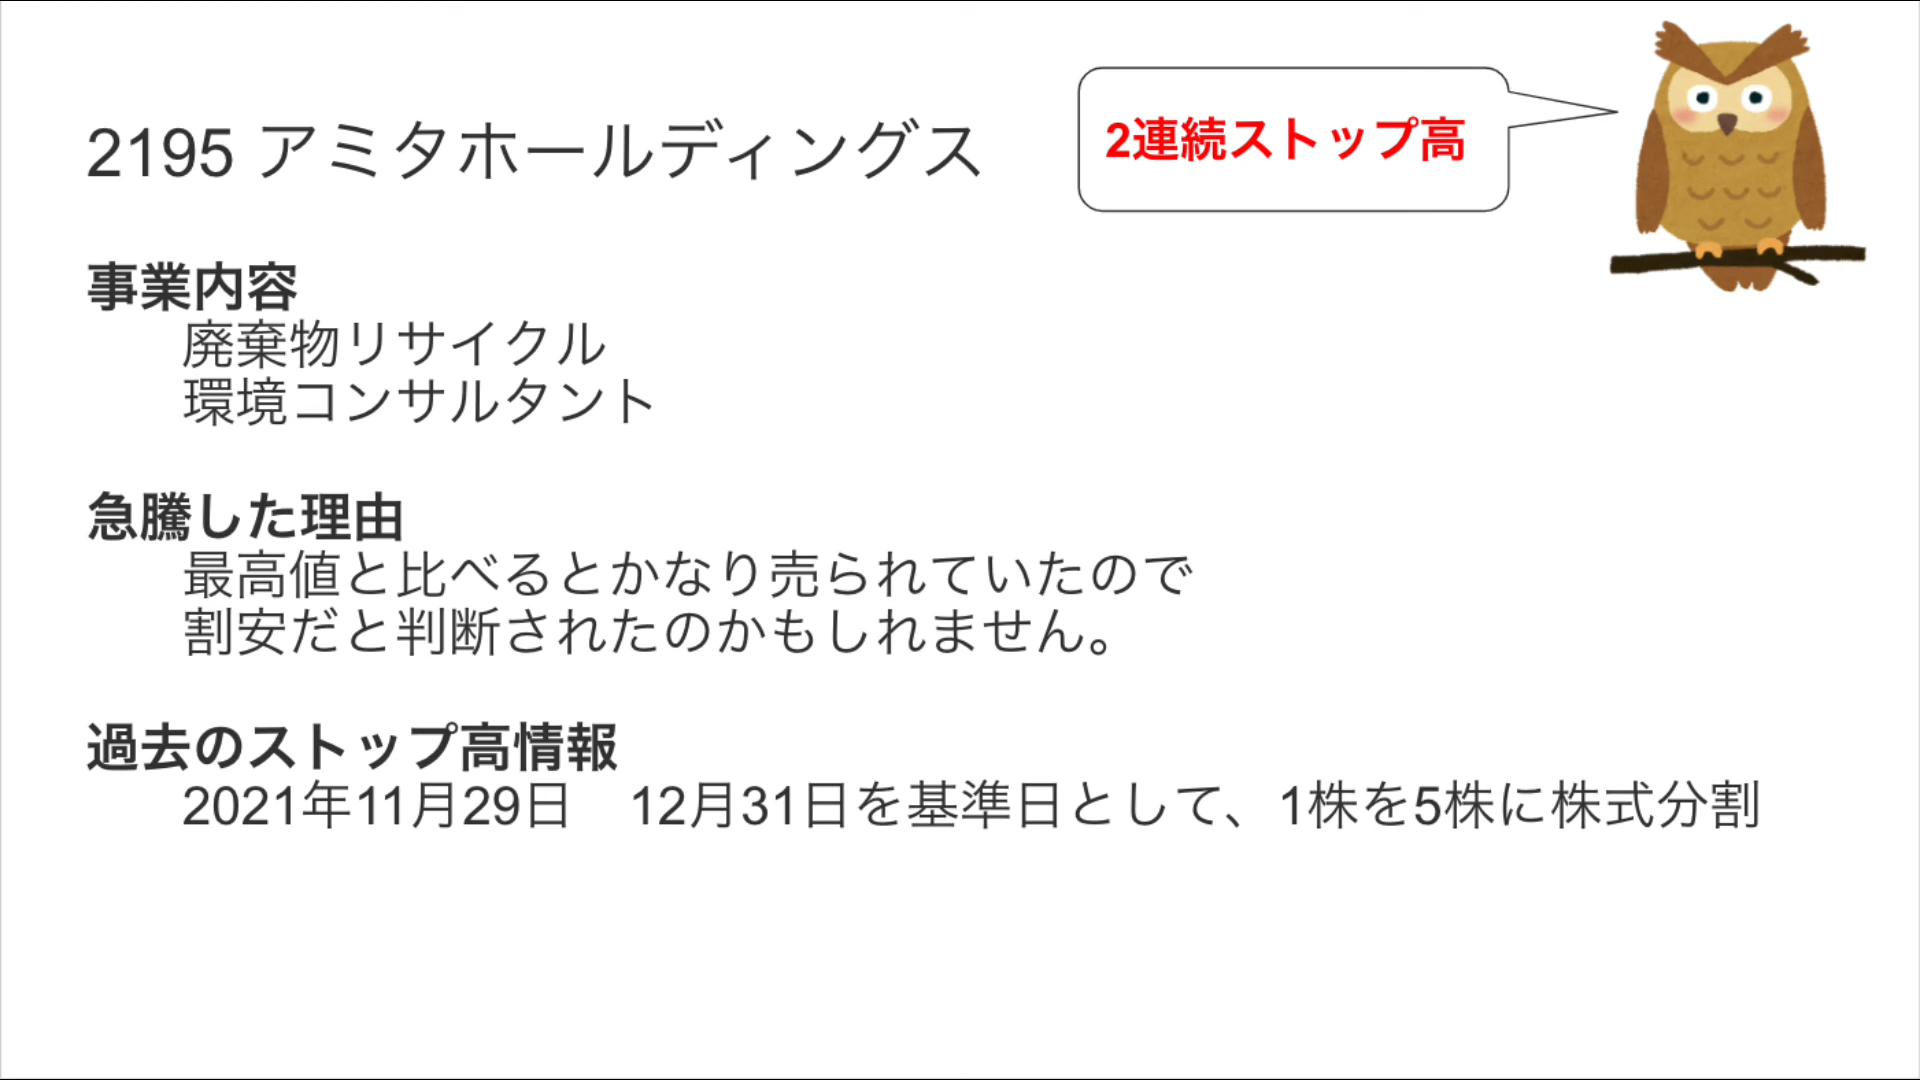 2195 アミタホールディングス
2連続ストップ高
事業内容
廃棄物リサイクル
環境コンサルタント
急騰した理由
最高値と比べるとかなり売られていたので
割安だと判断されたのかもしれません。
過去のストップ高情報
2021年11月29日　12月31日を基準日として、1株を5株に株式分割